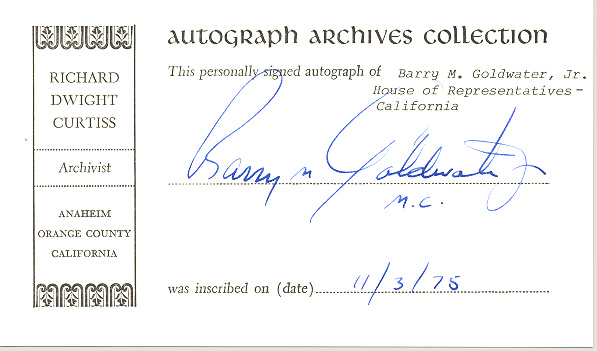 AUTOGRAPH ARCHIVES COLLECTION
RICHARD
DWIGHT
CURTISS
Archivist
ANAHEIM
ORANGE COUNTY
CALIFORNIA
This personally signed autograph of Barry M. Goldwater, Jr.
House of Representatives-
California
Barry M Goldwater Jr
M.C.
was inscribed on (date) 11/3/75